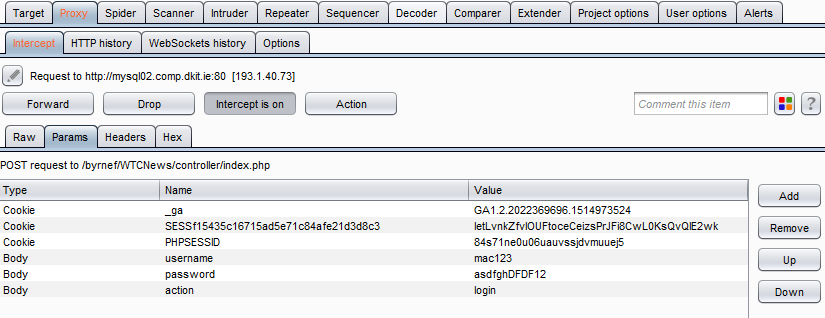 Target Proxy Spider Scanner Intruder Repeater Sequencer Decoder Comparer Extender Project options User options Alerts
Intercept HTTP history WebSockets history Options
Request to http://mysql02.comp.dkit.ie:80 [193.1.40.73]
Forward Drop Intercept is on Action Comment this item ?
Raw Params Headers Hex
POST request to /byrnef/WTCNews/controller/index.php
Type Name Value Add
Cookie _ga GA1.2.2022369696.1514973524
Cookie SESSf15435c16715ad5e71c84afe21d3d8c3 letLvnkZfvlOUFtoceCeizsPrJFi8CwL0KsQvQlE2wk Remove
Cookie PHPSESSID 84s71ne0u06uauvssjdvmuuej5
Body username mac123 Up
Body password asdfghDFDF12
Body action login Down